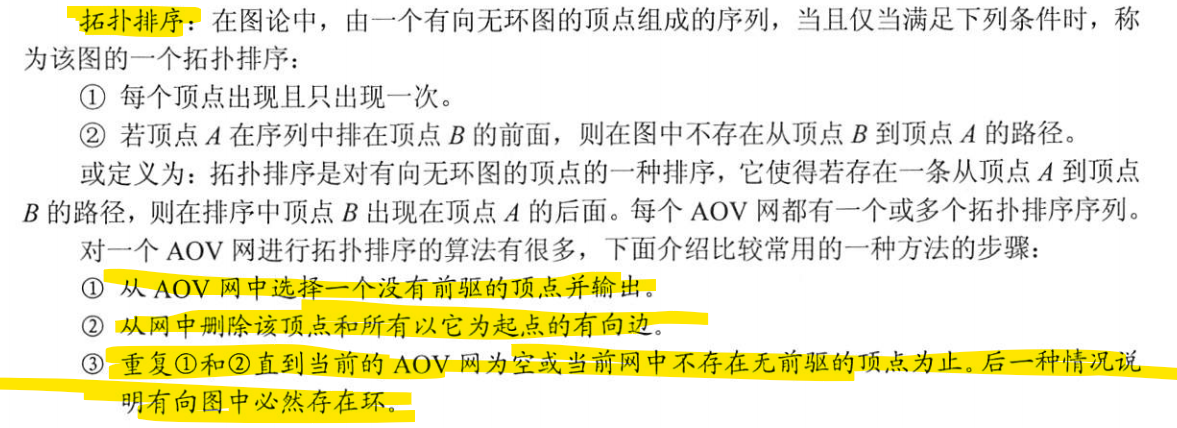 拓扑排序：在图论中，由一个有向无环图的顶点组成的序列，当且仅当满足下列条件时，称
为该图的一个拓扑排序：
① 每个顶点出现且只出现一次。
② 若顶点 A 在序列中排在顶点 B 的前面，则在图中不存在从顶点 B 到顶点 A 的路径。
或定义为：拓扑排序是对有向无环图的顶点的一种排序，它使得若存在一条从顶点 A 到顶点
B 的路径，则在排序中顶点 B 出现在顶点 A 的后面。每个 AOV 网都有一个或多个拓扑排序序列。
对一个 AOV 网进行拓扑排序的算法有很多，下面介绍比较常用的一种方法的步骤：
① 从 AOV 网中选择一个没有前驱的顶点并输出。
② 从网中删除该顶点和所有以它为起点的有向边。
③ 重复①和②直到当前的 AOV 网为空或当前网中不存在无前驱的顶点为止。后一种情况说
明有向图中必然存在环。